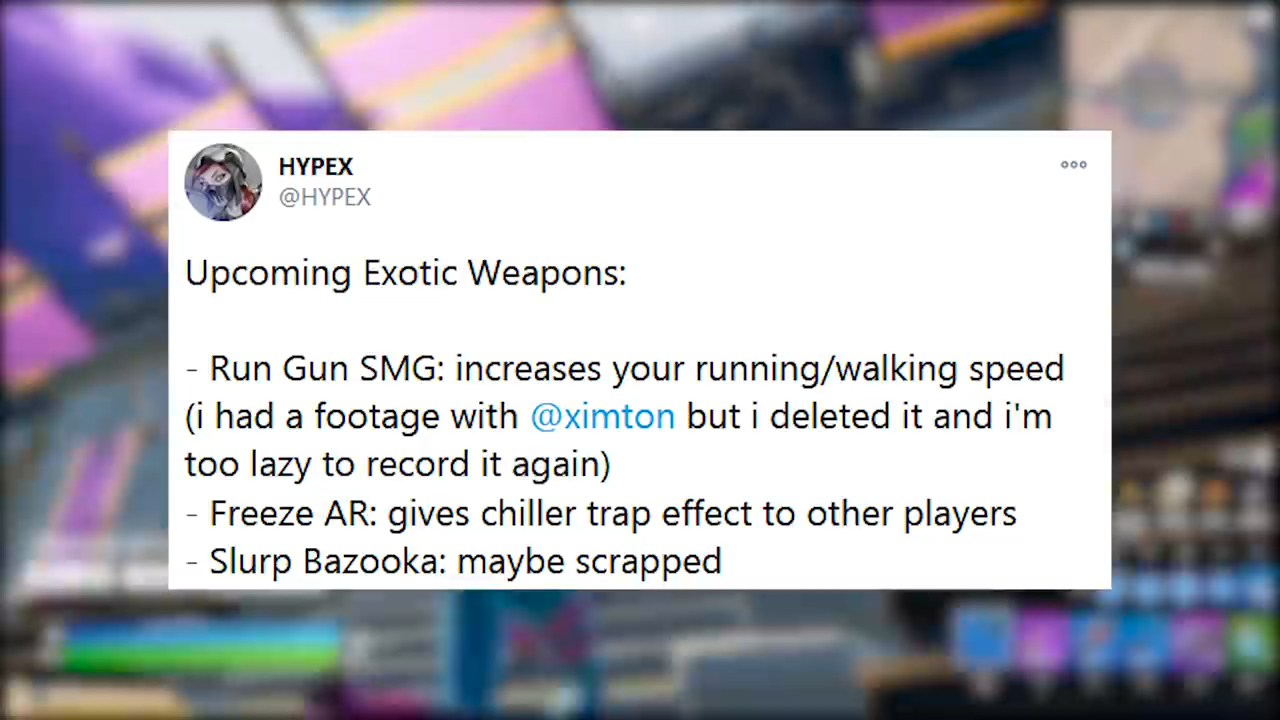 HYPEX
@HYPEX
Upcoming Exotic Weapons:
- Run Gun SMG: increases your running/walking speed
(i had a footage with @ximton but i deleted it and i'm
too lazy to record it again)
- Freeze AR: gives chiller trap effect to other players
- Slurp Bazooka: maybe scrapped